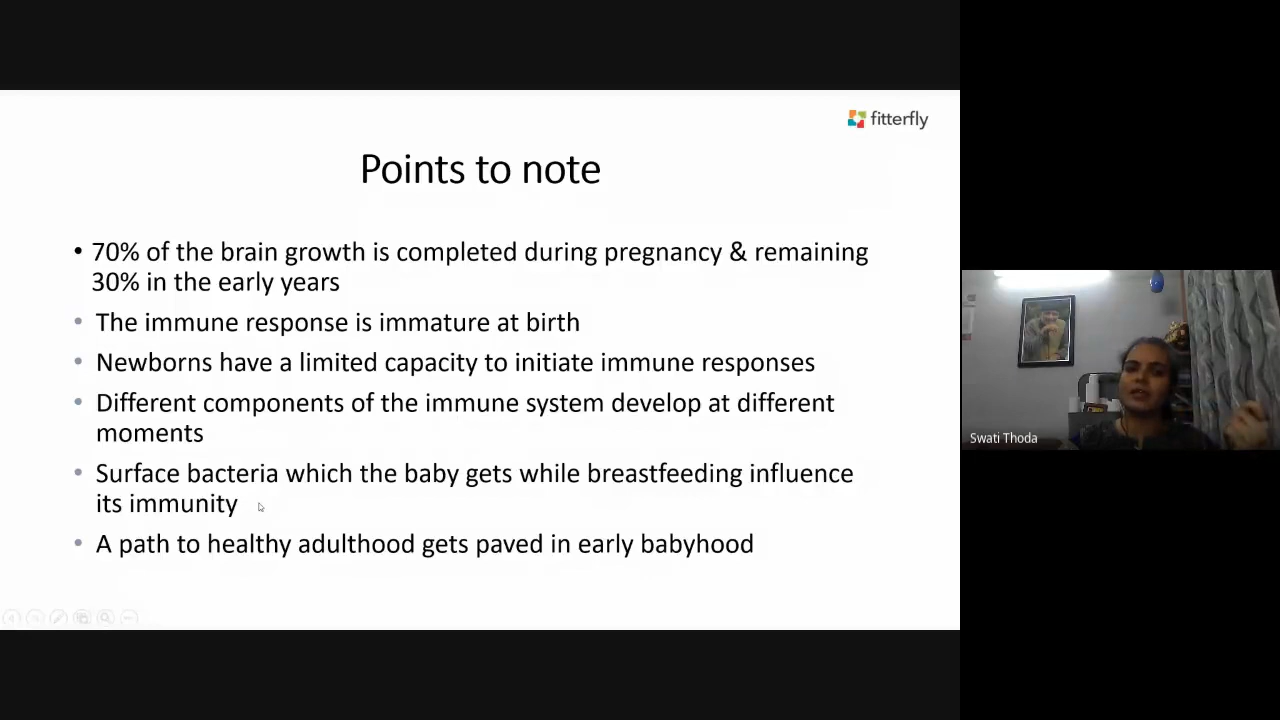 fitterfly
Points to note
• 70% of the brain growth is completed during pregnancy & remaining
30% in the early years
• The immune response is immature at birth
• Newborns have a limited capacity to initiate immune responses
• Different components of the immune system develop at different
moments
• Surface bacteria which the baby gets while breastfeeding influence
its immunity
• A path to healthy adulthood gets paved in early babyhood
Swati Thoda